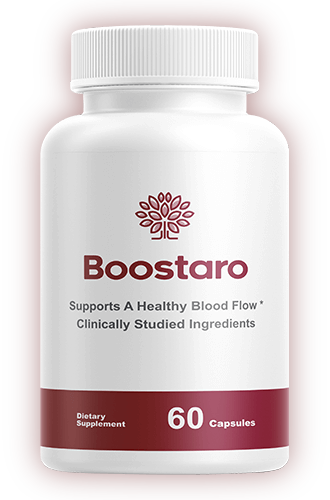 Boostaro
Supports A Healthy Blood Flow *
Clinically Studied Ingredients
Dietary
Supplement
60 Capsules